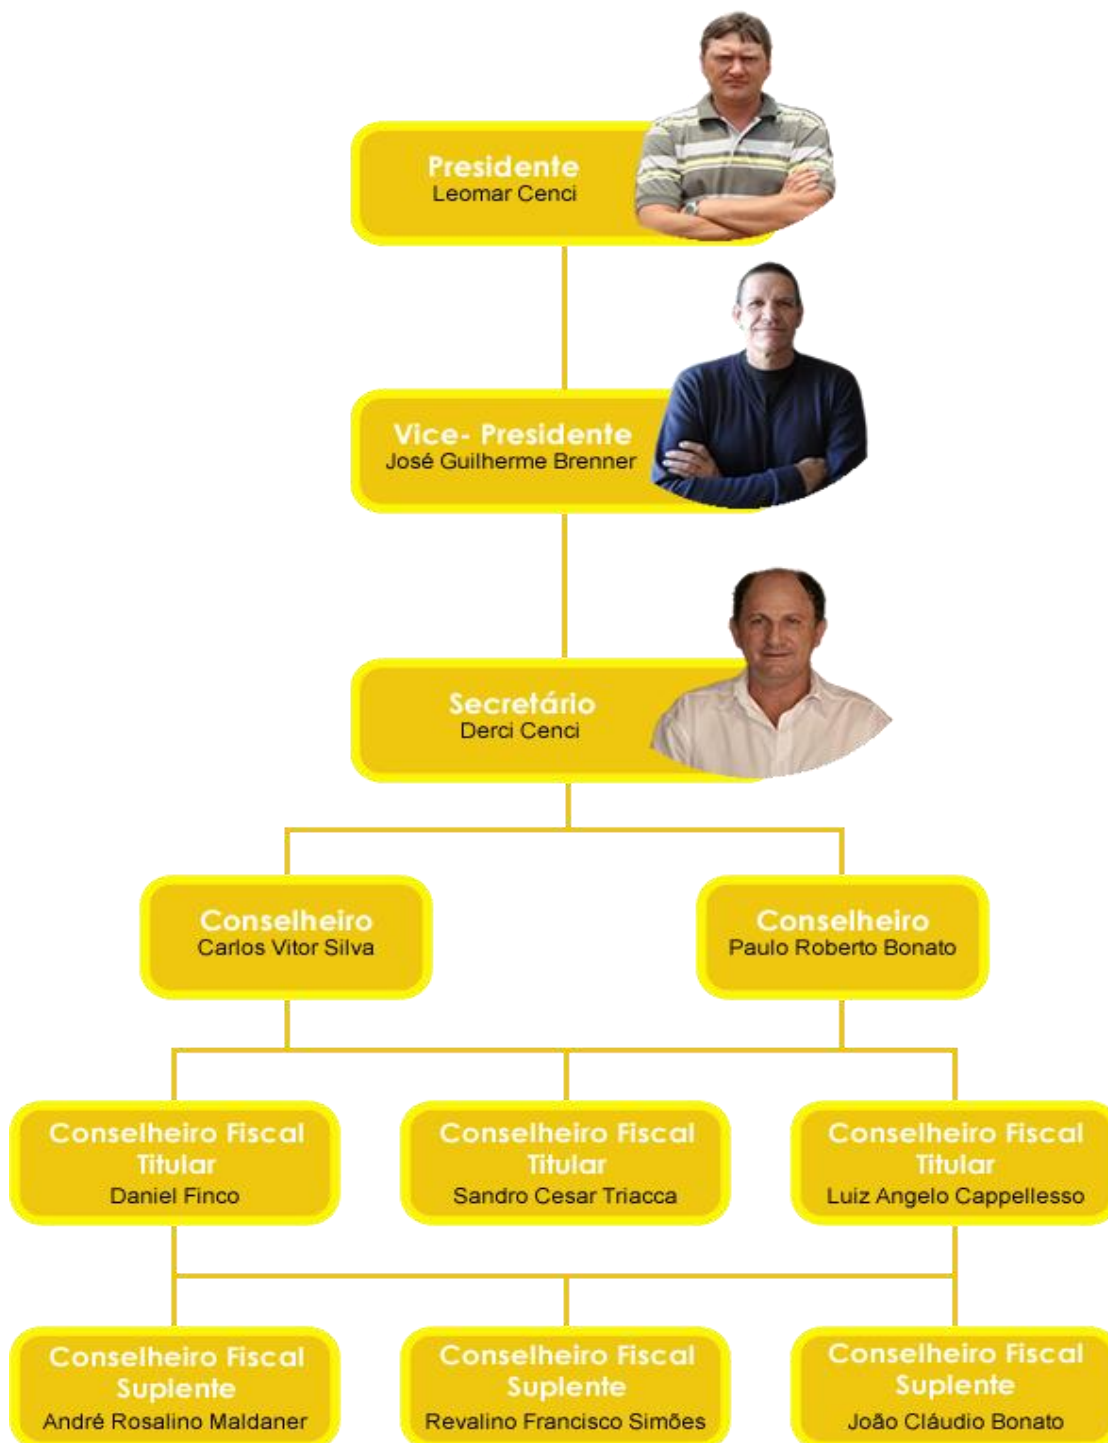 Presidente
Leomar Cenci
Vice- Presidente
José Guilherme Brenner
Secretário
Derci Cenci
Conselheiro
Carlos Vitor Silva
Conselheiro
Paulo Roberto Bonato
Conselheiro Fiscal
Titular
Daniel Finco
Conselheiro Fiscal
Titular
Sandro Cesar Triacca
Conselheiro Fiscal
Titular
Luiz Angelo Cappellesso
Conselheiro Fiscal
Suplente
André Rosalino Maldaner
Conselheiro Fiscal
Suplente
Revalino Francisco Simões
Conselheiro Fiscal
Suplente
João Cláudio Bonato